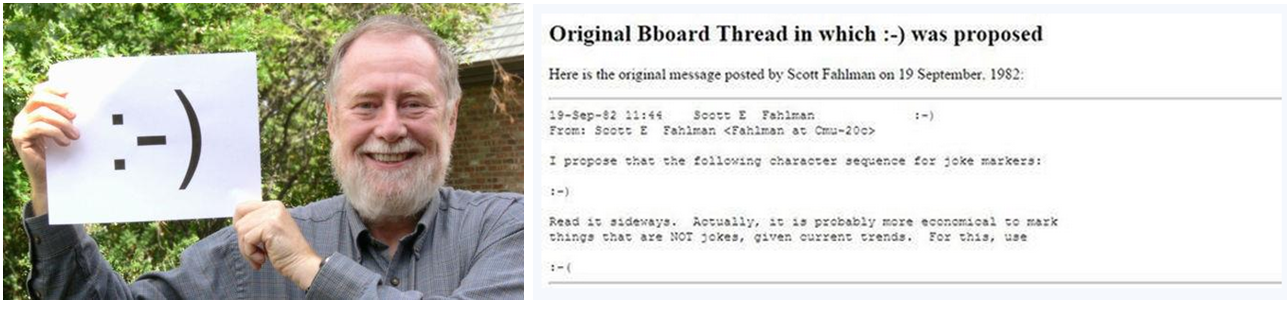 :-)
Original Bboard Thread in which :-) was proposed
Here is the original message posted by Scott Fahlman on 19 September, 1982:
19-Sep-82 11:44    Scott E  Fahlman             :-)
From: Scott E  Fahlman <Fahlman at Cmu-20c>
I propose that the following character sequence for joke markers:
:-)
Read it sideways.  Actually, it is probably more economical to mark
things that are NOT jokes, given current trends.  For this, use
:-(